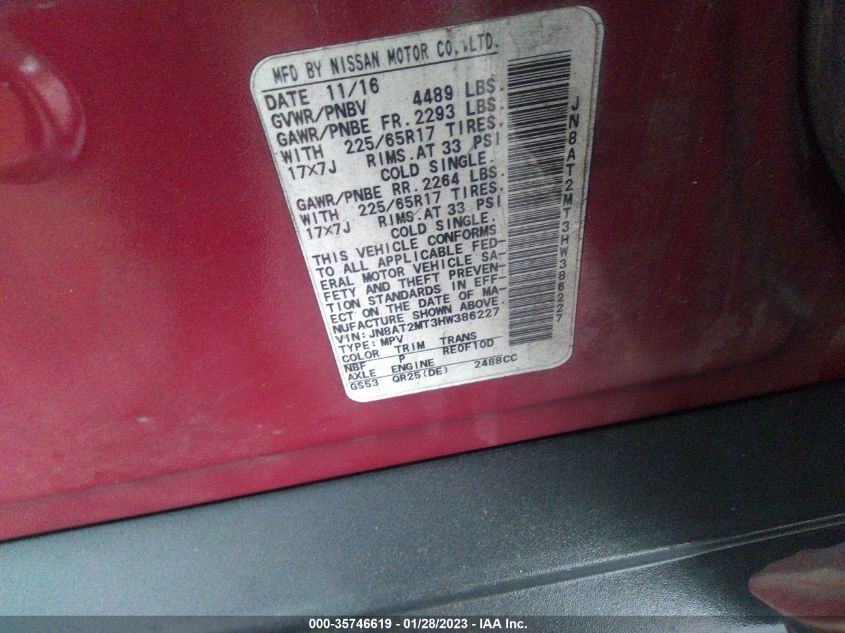 MFD BY NISSAN MOTOR CO.,LTD.
DATE 11/16
GVWR/PNBV 4489 LBS.
GAWR/PNBE FR. 2293 LBS.
WITH 225/65R17 TIRES.
17X7J RIMS.AT 33 PSI
COLD SINGLE.
GAWR/PNBE RR. 2264 LBS.
WITH 225/65R17 TIRES.
17X7J RIMS.AT 33 PSI
COLD SINGLE.
THIS VEHICLE CONFORMS
TO ALL APPLICABLE FED-
ERAL MOTOR VEHICLE SA-
FETY AND THEFT PREVEN-
TION STANDARDS IN EFF-
ECT ON THE DATE OF MA-
NUFACTURE SHOWN ABOVE.
VIN:JN8AT2MT3HW386227
TYPE:MPV
COLOR TRIM TRANS
NBF P RE0F10D
AXLE ENGINE
GS53 QR25(DE) 2488CC
JN8AT2MT3HW386227
000-35746619 - 01/28/2023 - IAA Inc.